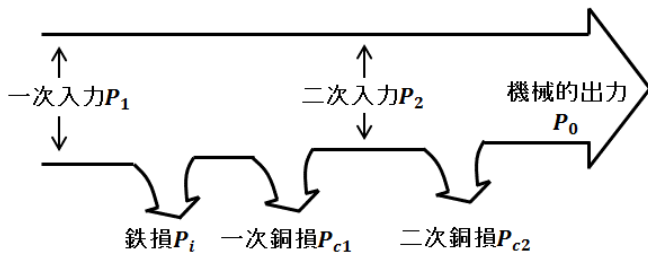 一次入力P1
二次入力P2
機械的出力
P0
鉄損Pi
一次銅損Pc1
二次銅損Pc2